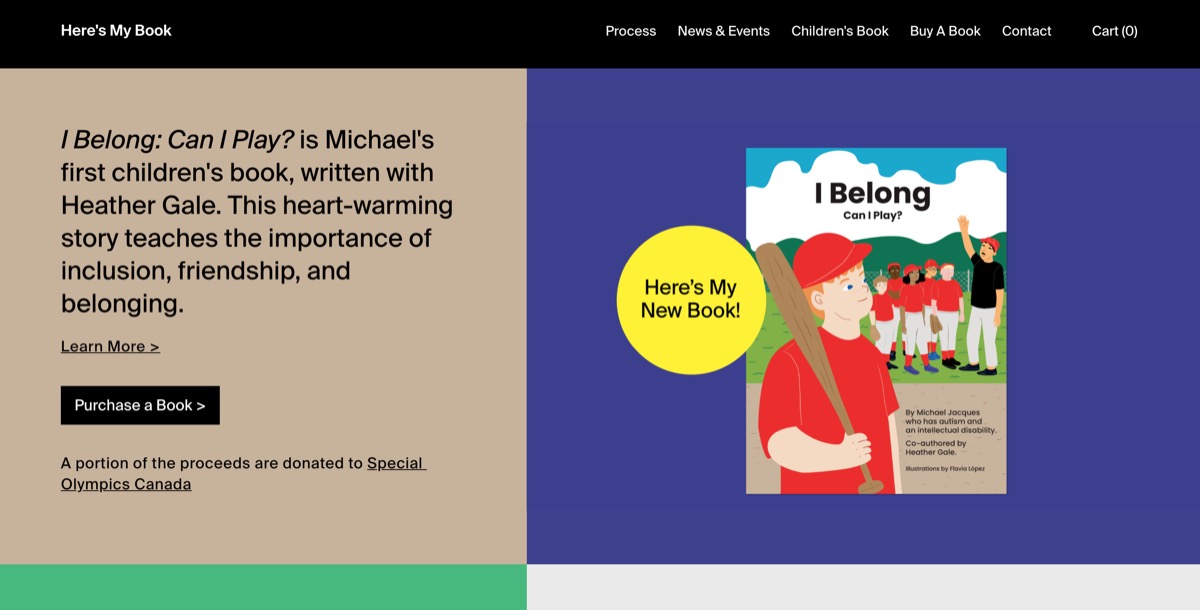 Here's My Book
Process
News & Events
Children's Book
Buy A Book
Contact
Cart (0)
I Belong: Can I Play? is Michael's
first children's book, written with
Heather Gale. This heart-warming
story teaches the importance of
inclusion, friendship, and
belonging.
Learn More >
Purchase a Book >
A portion of the proceeds are donated to Special
Olympics Canada
Here's My
New Book!
I Belong
Can I Play?
By Michael Jacques
who has autism and
an intellectual disability.
Co-authored by
Heather Gale.
Illustrations by Flavia López